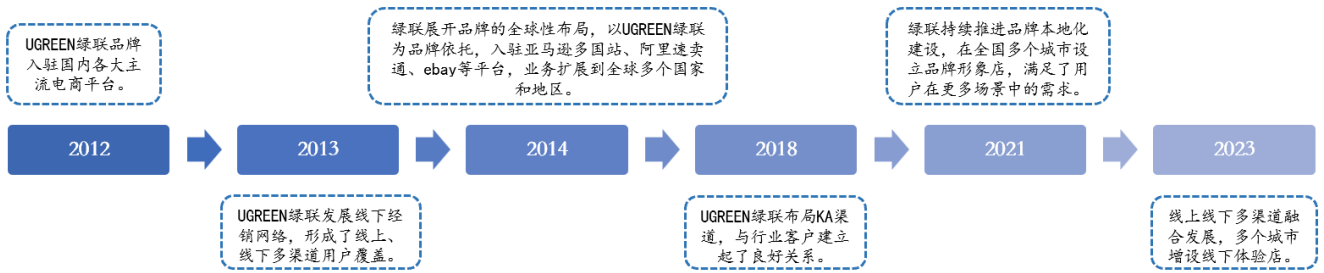 UGREEN绿联品牌
入驻国内各大主
流电商平台。
绿联展开品牌的全球性布局，以UGREEN绿联
为品牌依托，入驻亚马逊多国站、阿里速卖
通、ebay等平台，业务扩展到全球多个国家
和地区。
绿联持续推进品牌本地化
建设，在全国多个城市设
立品牌形象店，满足了用
户在更多场景中的需求。
2012
2013
2014
2018
2021
2023
UGREEN绿联发展线下经
销网络，形成了线上、
线下多渠道用户覆盖。
UGREEN绿联布局KA渠
道，与行业客户建立
起了良好关系。
线上线下多渠道融
合发展，多个城市
增设线下体验店。